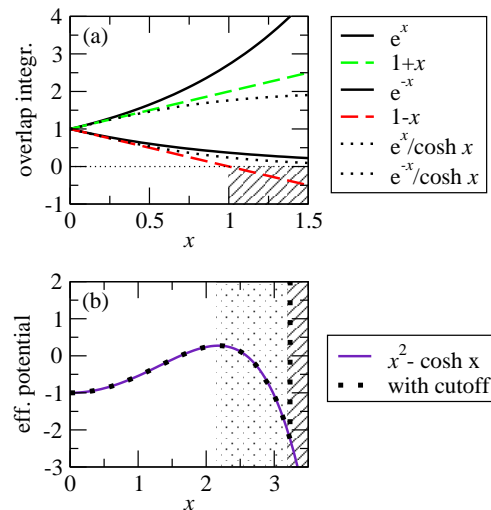 (a)
overlap integr.
4
3
2
1
0
-1
0
0.5
1
1.5
x
e^x
1+x
e^-x
1-x
e^x/cosh x
e^-x/cosh x
(b)
eff. potential
2
1
0
-1
-2
-3
0
1
2
3
x
x^2- cosh x
with cutoff